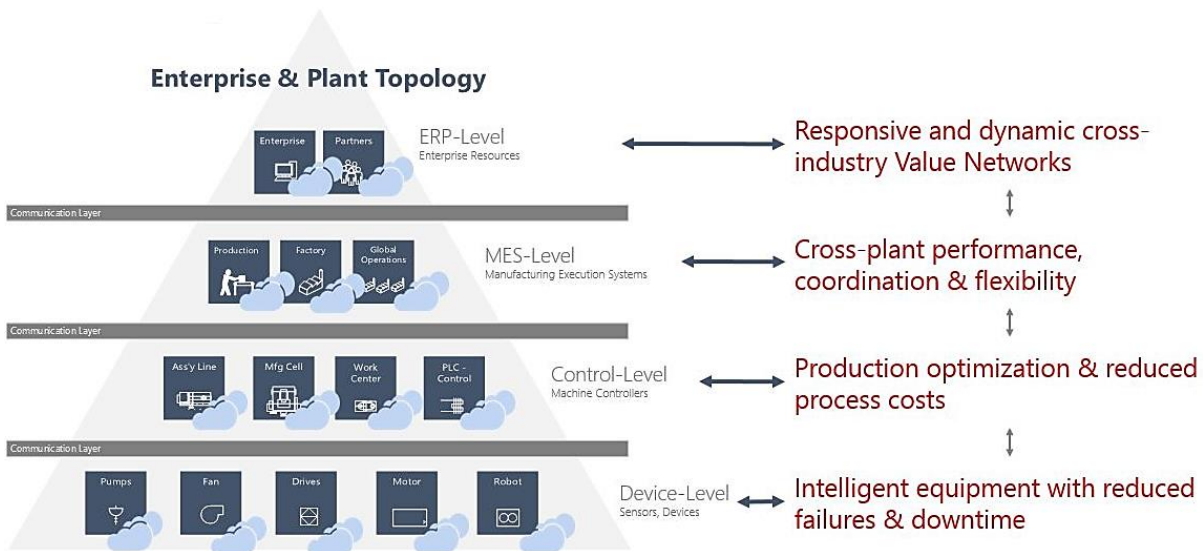 Enterprise & Plant Topology
Enterprise
Partners
ERP-Level
Enterprise Resources
Responsive and dynamic cross-
industry Value Networks
Communication Layer
Production
Factory
Global
Operations
MES-Level
Manufacturing Execution Systems
Cross-plant performance,
coordination & flexibility
Communication Layer
Ass'y Line
Mfg Cell
Work
Center
PLC -
Control
Control-Level
Machine Controllers
Production optimization & reduced
process costs
Communication Layer
Pumps
Fan
Drives
Motor
Robot
Device-Level
Sensors, Devices
Intelligent equipment with reduced
failures & downtime